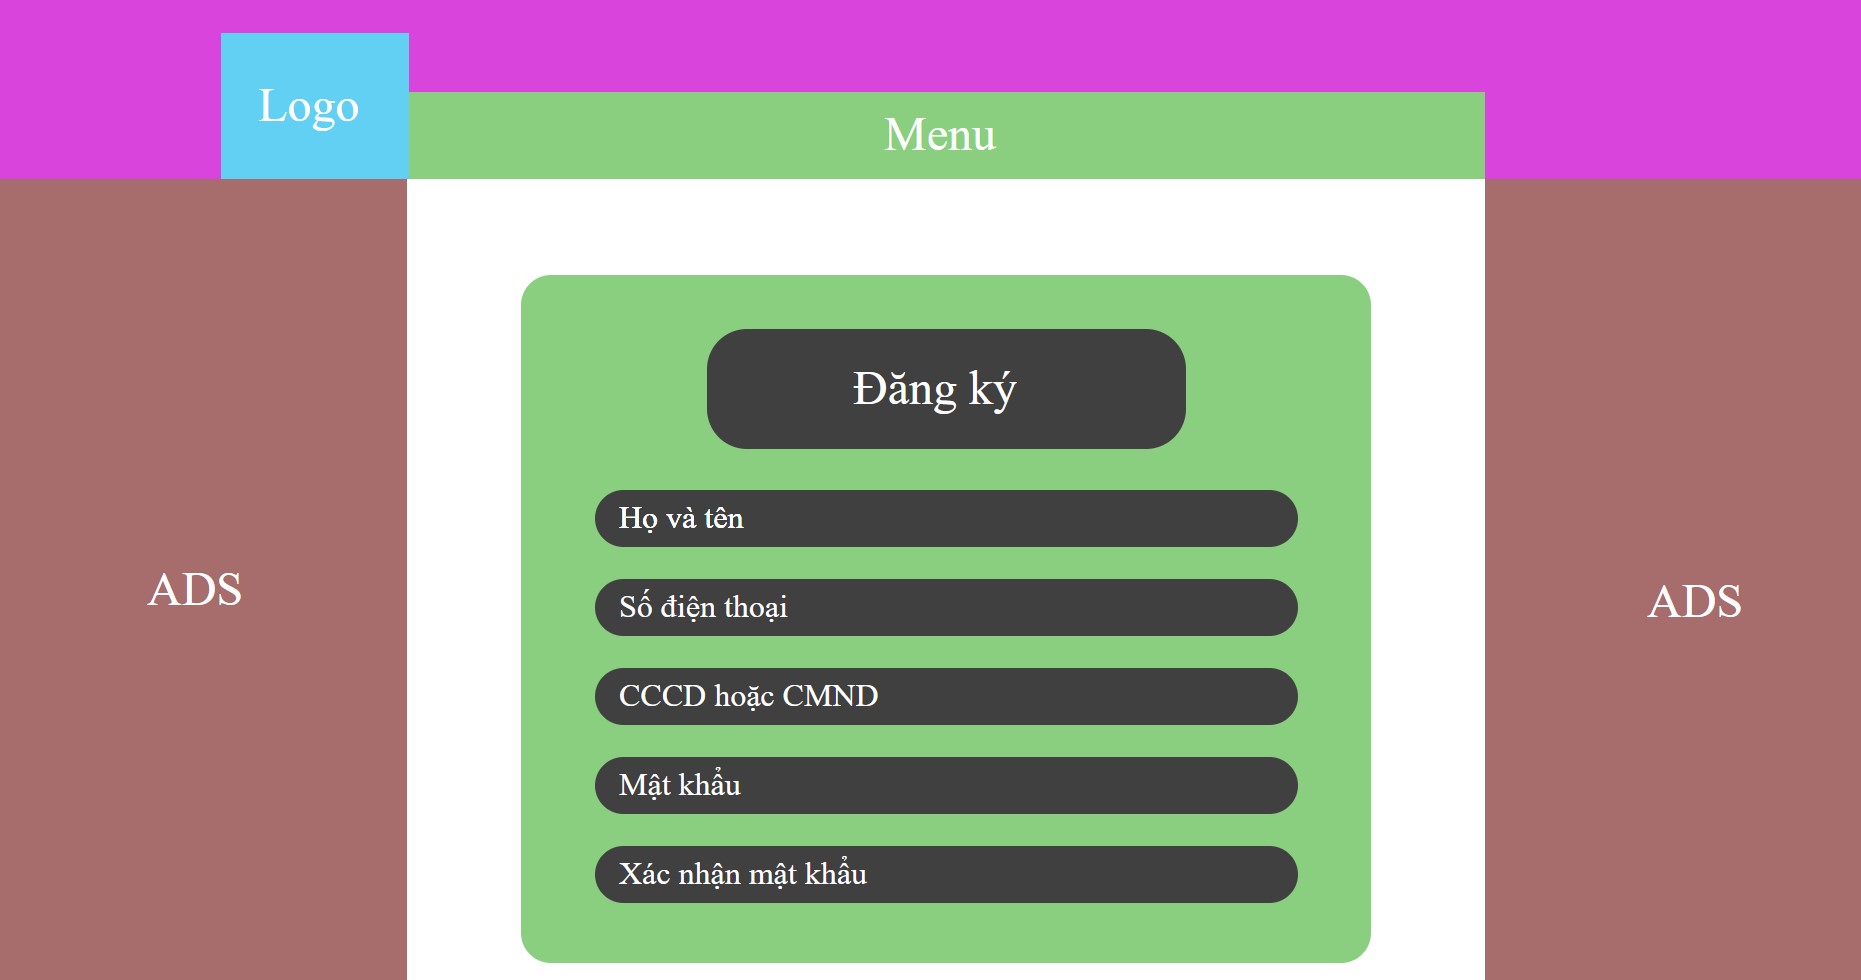 Logo
Menu
Đăng ký
Họ và tên
Số điện thoại
CCCD hoặc CMND
Mật khẩu
Xác nhận mật khẩu
ADS
ADS